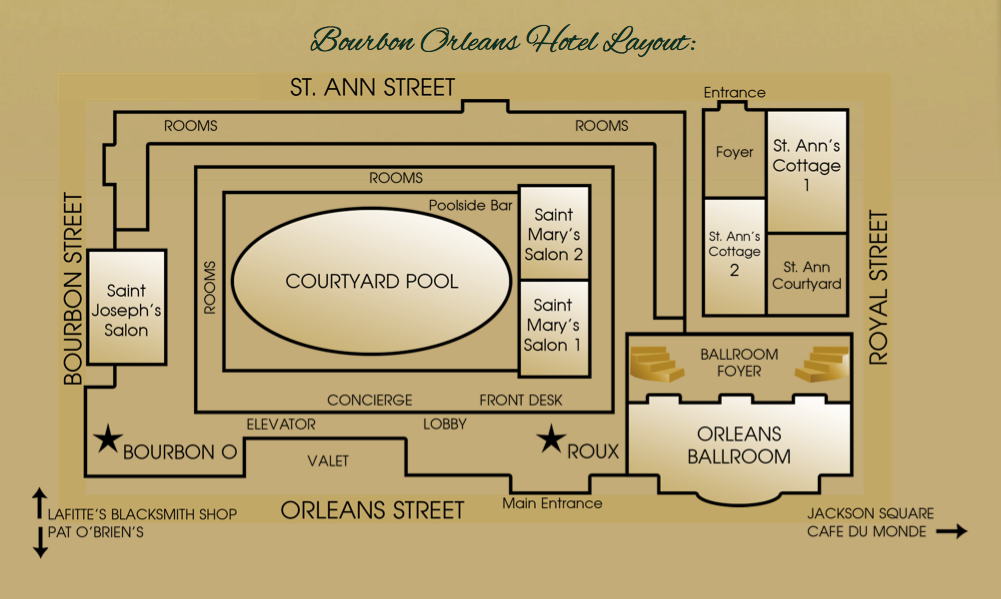 Bourbon Orleans Hotel Layout:
ST. ANN STREET
Entrance
ROOMS
ROOMS
Foyer
St. Ann's
Cottage
1
ROOMS
Poolside Bar
Saint
Mary's
Salon 2
St. Ann's
Cottage
2
St. Ann
Courtyard
BOURBON STREET
ROYAL STREET
Saint
Joseph's
Salon
ROOMS
COURTYARD POOL
Saint
Mary's
Salon 1
BALLROOM
FOYER
CONCIERGE
FRONT DESK
ELEVATOR
LOBBY
ORLEANS
BALLROOM
BOURBON O
VALET
ROUX
Main Entrance
ORLEANS STREET
LAFITTE'S BLACKSMITH SHOP
PAT O'BRIEN'S
JACKSON SQUARE
CAFE DU MONDE